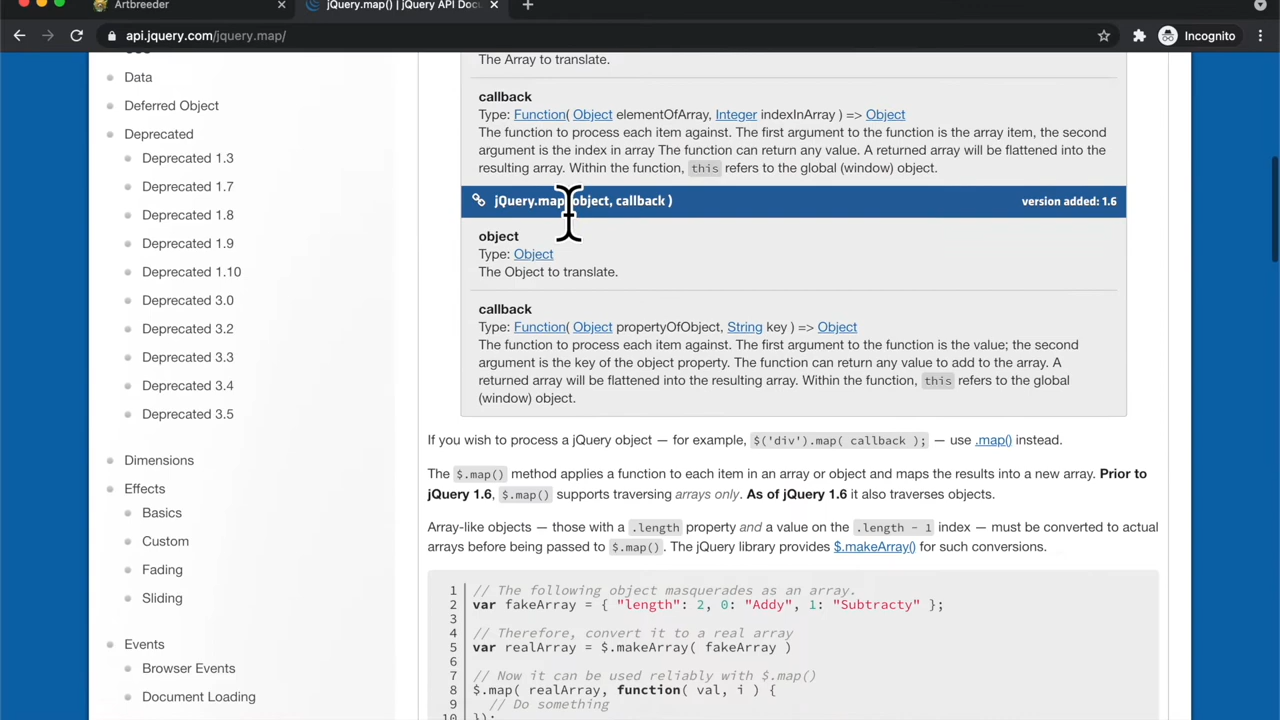 Artbreeder
jQuery.map() | jQuery API Docu
api.jquery.com/jquery.map/
Incognito
Data
Deferred Object
Deprecated
Deprecated 1.3
Deprecated 1.7
Deprecated 1.8
Deprecated 1.9
Deprecated 1.10
Deprecated 3.0
Deprecated 3.2
Deprecated 3.3
Deprecated 3.4
Deprecated 3.5
Dimensions
Effects
Basics
Custom
Fading
Sliding
Events
Browser Events
Document Loading
The Array to translate.
callback
Type: Function( Object elementOfArray, Integer indexInArray ) => Object
The function to process each item against. The first argument to the function is the array item, the second
argument is the index in array The function can return any value. A returned array will be flattened into the
resulting array. Within the function, this refers to the global (window) object.
jQuery.map( object, callback )
version added: 1.6
object
Type: Object
The Object to translate.
callback
Type: Function( Object propertyOfObject, String key ) => Object
The function to process each item against. The first argument to the function is the value; the second
argument is the key of the object property. The function can return any value to add to the array. A
returned array will be flattened into the resulting array. Within the function, this refers to the global
(window) object.
If you wish to process a jQuery object — for example, $('div').map( callback ); — use .map() instead.
The $.map() method applies a function to each item in an array or object and maps the results into a new array. Prior to
jQuery 1.6, $.map() supports traversing arrays only. As of jQuery 1.6 it also traverses objects.
Array-like objects — those with a .length property and a value on the .length - 1 index — must be converted to actual
arrays before being passed to $.map(). The jQuery library provides $.makeArray() for such conversions.
1 // The following object masquerades as an array.
2 var fakeArray = { "length": 2, 0: "Addy", 1: "Subtracty" };
3
4 // Therefore, convert it to a real array
5 var realArray = $.makeArray( fakeArray )
6
7 // Now it can be used reliably with $.map()
8 $.map( realArray, function( val, i ) {
9 // Do something
10 });